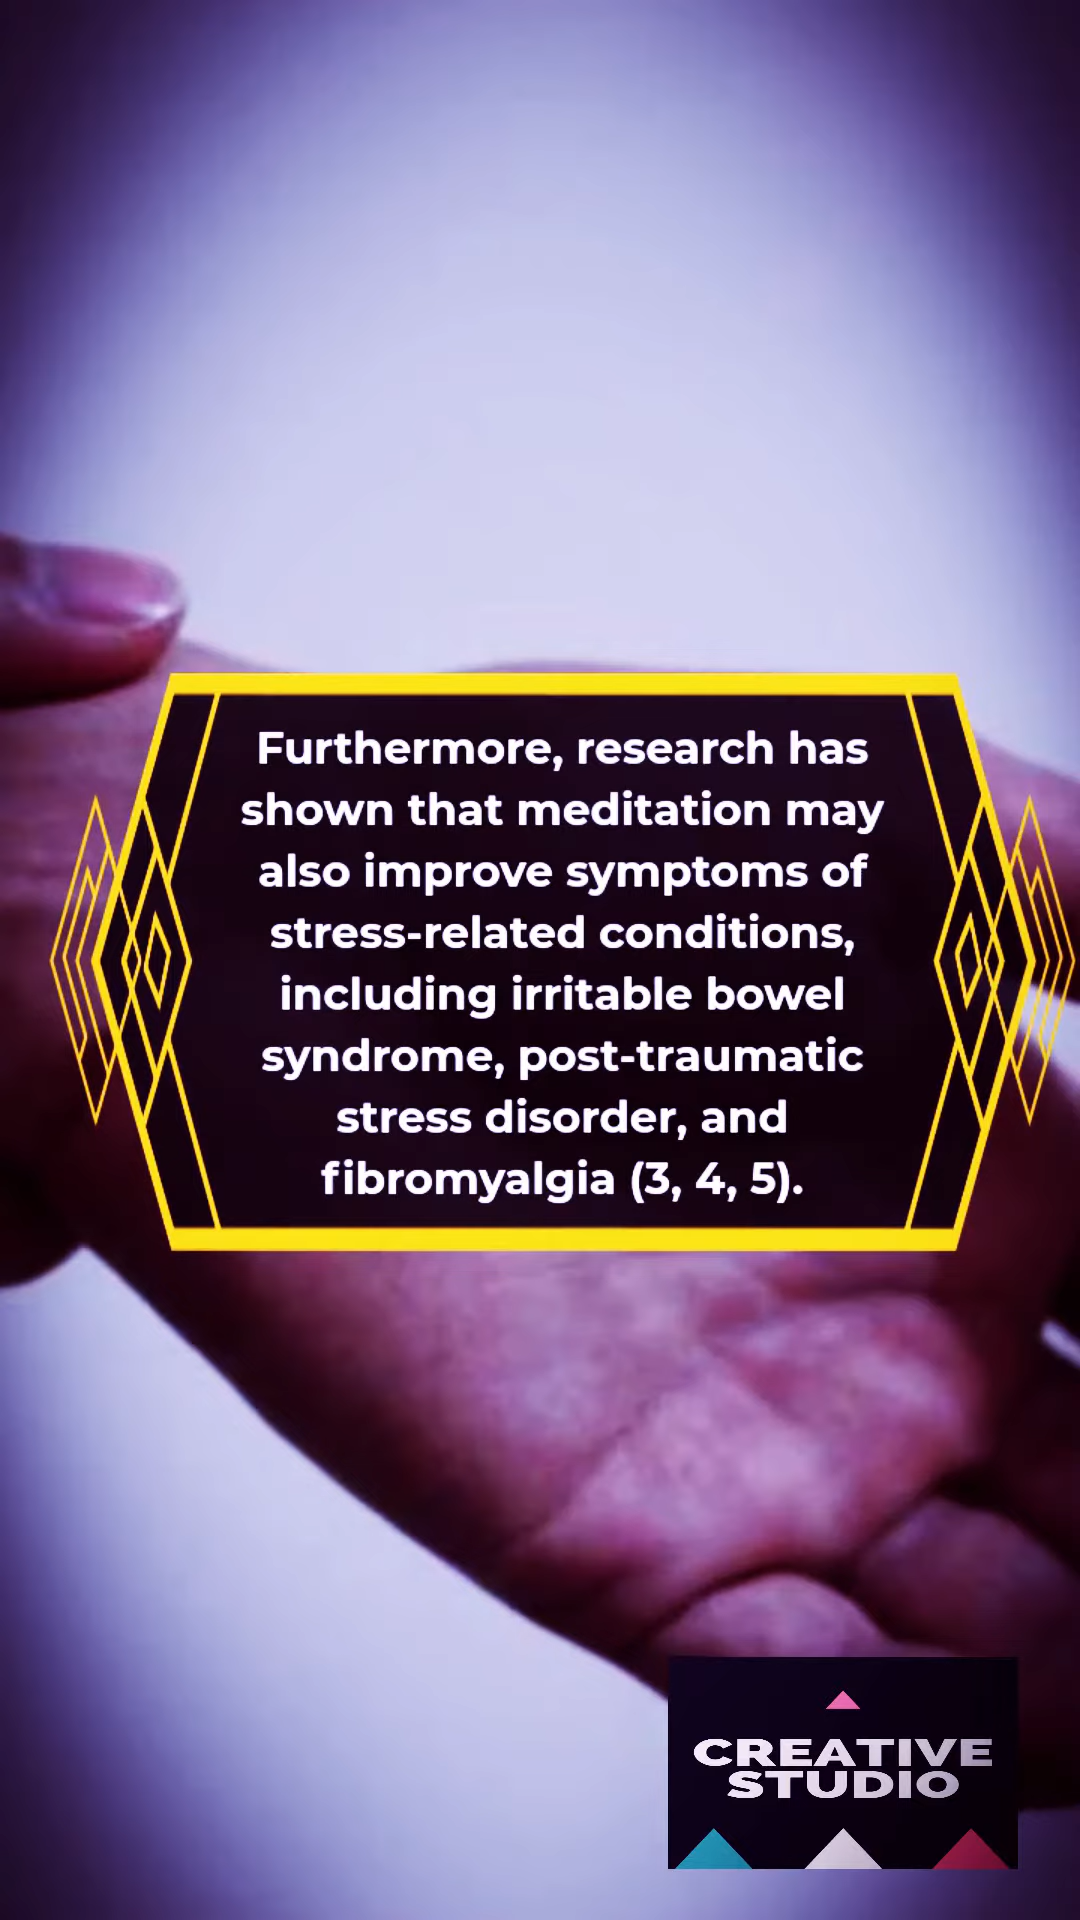 Furthermore, research has
shown that meditation may
also improve symptoms of
stress-related conditions,
including irritable bowel
syndrome, post-traumatic
stress disorder, and
fibromyalgia (3, 4, 5).
CREATIVE
STUDIO